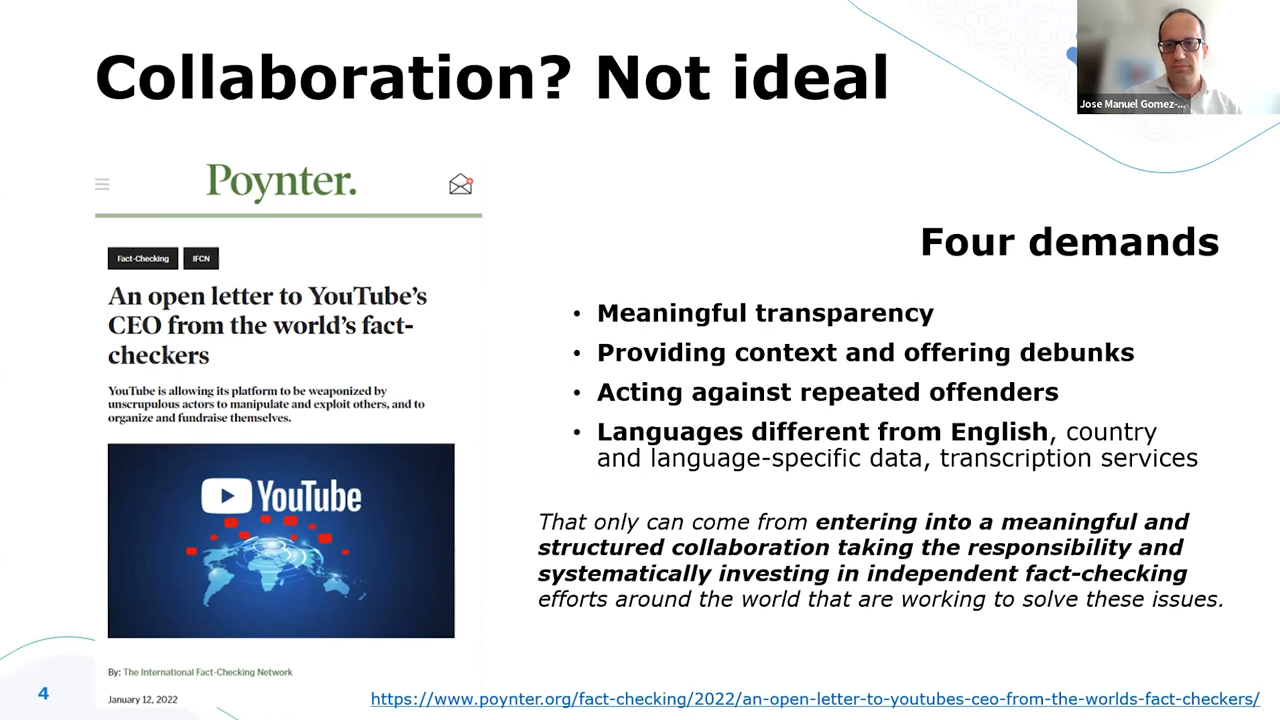 Collaboration? Not ideal
Jose Manuel Gomez-...
Poynter.
Fact-Checking
IFCN
An open letter to YouTube's
CEO from the world's fact-
checkers
YouTube is allowing its platform to be weaponized by
unscrupulous actors to manipulate and exploit others, and to
organize and fundraise themselves.
YouTube
By: The International Fact-Checking Network
January 12, 2022
Four demands
• Meaningful transparency
• Providing context and offering debunks
• Acting against repeated offenders
• Languages different from English, country
and language-specific data, transcription services
That only can come from entering into a meaningful and
structured collaboration taking the responsibility and
systematically investing in independent fact-checking
efforts around the world that are working to solve these issues.
4
https://www.poynter.org/fact-checking/2022/an-open-letter-to-youtubes-ceo-from-the-worlds-fact-checkers/